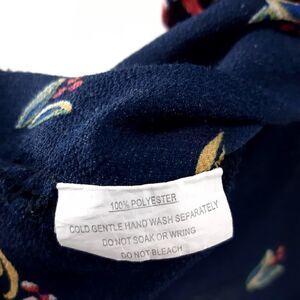 100% POLYESTER
COLD GENTLE HAND WASH SEPARATELY
DO NOT SOAK OR WRING
DO NOT BLEACH